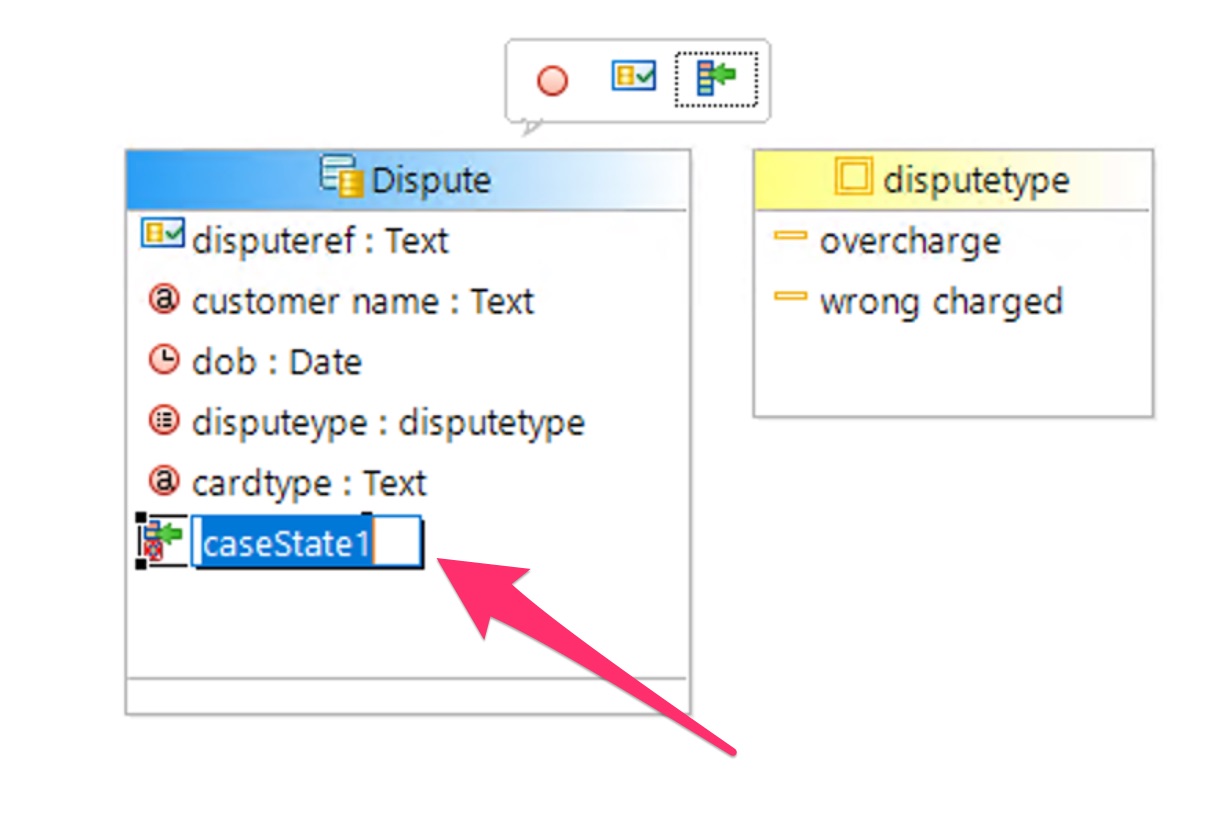 Dispute
disputeref : Text
customer name : Text
dob : Date
disputeype : disputetype
cardtype : Text
caseState1
disputetype
overcharge
wrong charged